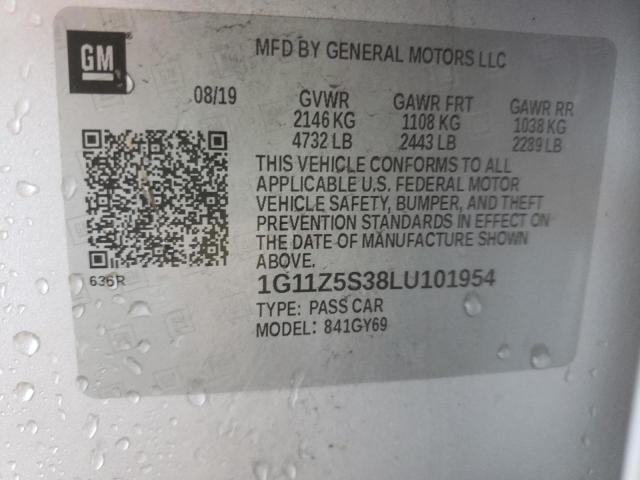 GM
MFD BY GENERAL MOTORS LLC
08/19 GVWR GAWR FRT GAWR RR
2146 KG 1108 KG 1038 KG
4732 LB 2443 LB 2289 LB
THIS VEHICLE CONFORMS TO ALL
APPLICABLE U.S. FEDERAL MOTOR
VEHICLE SAFETY, BUMPER, AND THEFT
PREVENTION STANDARDS IN EFFECT ON
THE DATE OF MANUFACTURE SHOWN
ABOVE.
636R
1G11Z5S38LU101954
TYPE: PASS CAR
MODEL: 841GY69